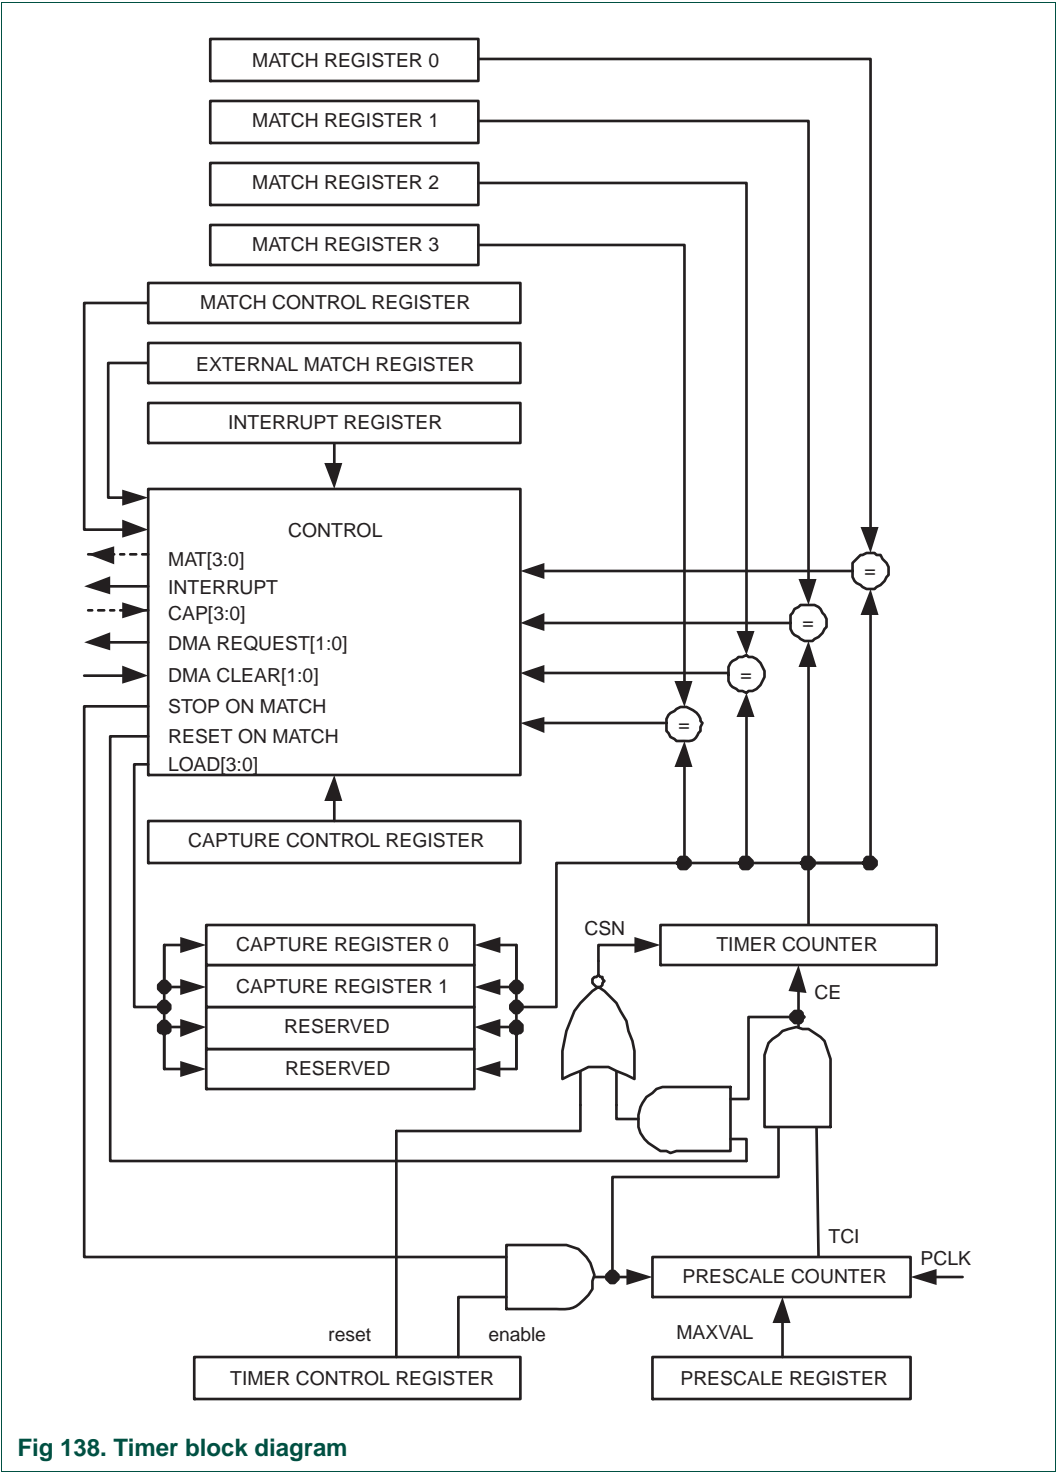 MATCH REGISTER 0
MATCH REGISTER 1
MATCH REGISTER 2
MATCH REGISTER 3
MATCH CONTROL REGISTER
EXTERNAL MATCH REGISTER
INTERRUPT REGISTER
CONTROL
MAT[3:0]
INTERRUPT
CAP[3:0]
DMA REQUEST[1:0]
DMA CLEAR[1:0]
STOP ON MATCH
RESET ON MATCH
LOAD[3:0]
=
=
=
=
CAPTURE CONTROL REGISTER
CSN
TIMER COUNTER
CAPTURE REGISTER 0
CAPTURE REGISTER 1
RESERVED
RESERVED
CE
TCI
PCLK
PRESCALE COUNTER
reset
enable
MAXVAL
TIMER CONTROL REGISTER
PRESCALE REGISTER
Fig 138. Timer block diagram